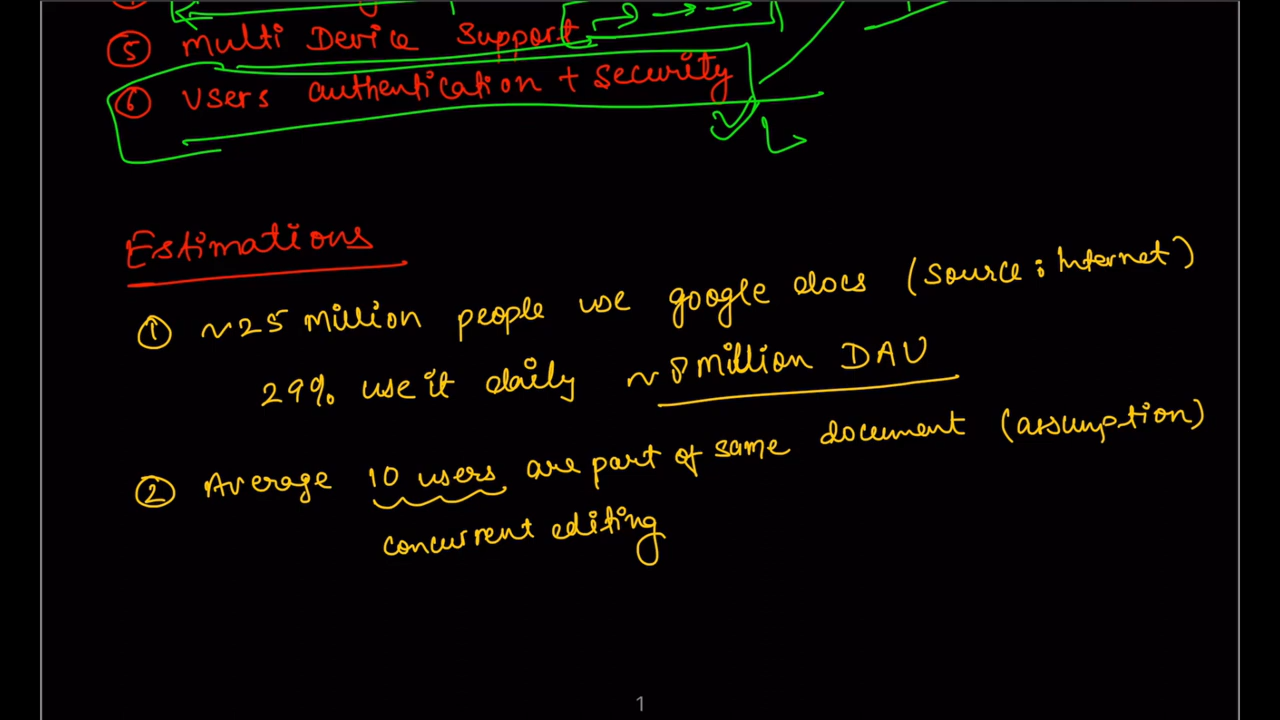 ⑤ Multi Device Support
⑥ Users authentication + security
Estimations
① ~25 Million people use google docs (source: Internet)
29% use it daily ~8 Million DAU
② Average 10 users are part of same document (assumption)
concurrent editing
1